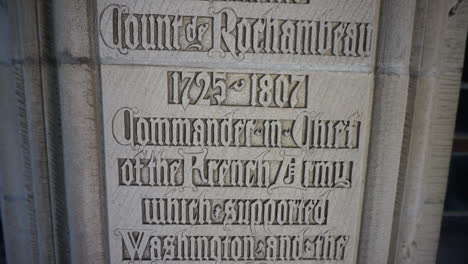 Count de Rochambeau
1725 - 1807
Commander in Chief
of the French Army
which supported
Washington and the